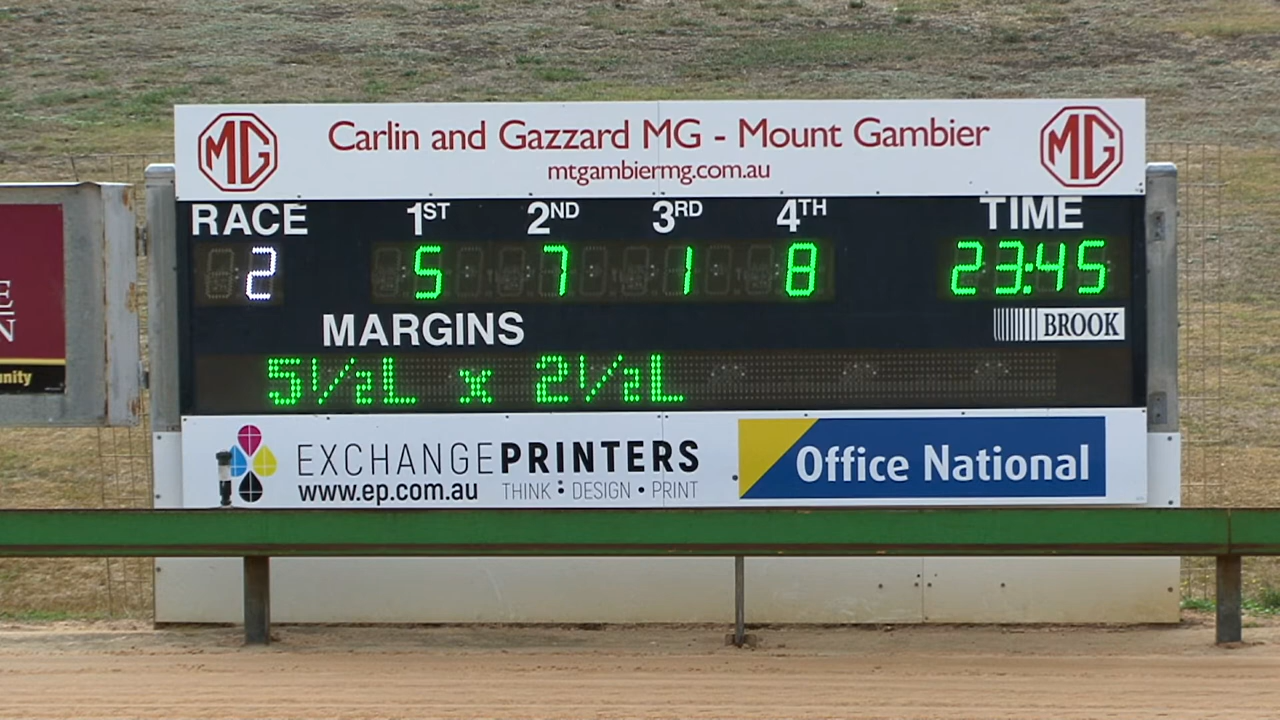 MG Carlin and Gazzard MG - Mount Gambier MG
mtgambiermg.com.au
RACE 1ST 2ND 3RD 4TH TIME
2 5 7 1 8 23:45
MARGINS BROOK
5½L x 2½L
E
N
unity
EXCHANGEPRINTERS
www.ep.com.au THINK : DESIGN • PRINT
Office National